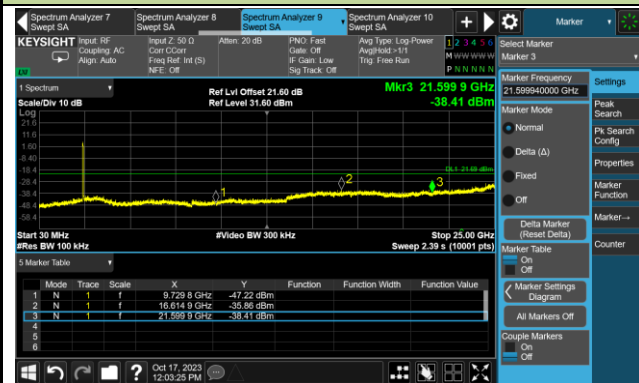 Spectrum Analyzer 7
Swept SA
Spectrum Analyzer 8
Swept SA
Spectrum Analyzer 9
Swept SA
Spectrum Analyzer 10
Swept SA
Marker
KEYSIGHT
Input: RF
Coupling: AC
Align: Auto
Input Z: 50 Ω
Corr CCorr
Freq Ref: Int (S)
NFE: Off
Atten: 20 dB
PNO: Fast
Gate: Off
IF Gain: Low
Sig Track: Off
Avg Type: Log-Power
Avg|Hold:>1/1
Trig: Free Run
1 2 3 4 5 6
M W W W W W
P N N N N N
1 Spectrum
Scale/Div 10 dB
Log
Ref Lvl Offset 21.60 dB
Ref Level 31.60 dBm
Mkr3 21.599 9 GHz
-38.41 dBm
21.6
11.6
1.60
-8.40
-18.4
-28.4
-38.4
-48.4
-58.4
1
2
3
Start 30 MHz
#Res BW 100 kHz
#Video BW 300 kHz
Stop 25.00 GHz
Sweep 2.39 s (10001 pts)
5 Marker Table
Mode Trace Scale X Y Function Function Width Function Value
1 N 1 f 9.729 8 GHz -47.22 dBm
2 N 1 f 16.614 9 GHz -35.86 dBm
3 N 1 f 21.599 9 GHz -38.41 dBm
4
5
6
Oct 17, 2023
12:03:25 PM
Select Marker
Marker 3
Marker Frequency
21.599940000 GHz
Marker Mode
Normal
Delta (Δ)
Fixed
Off
Delta Marker
(Reset Delta)
Marker Table
On
Off
Marker Settings
Diagram
All Markers Off
Couple Markers
On
Off
Settings
Peak
Search
Pk Search
Config
Properties
Marker
Function
Marker→
Counter